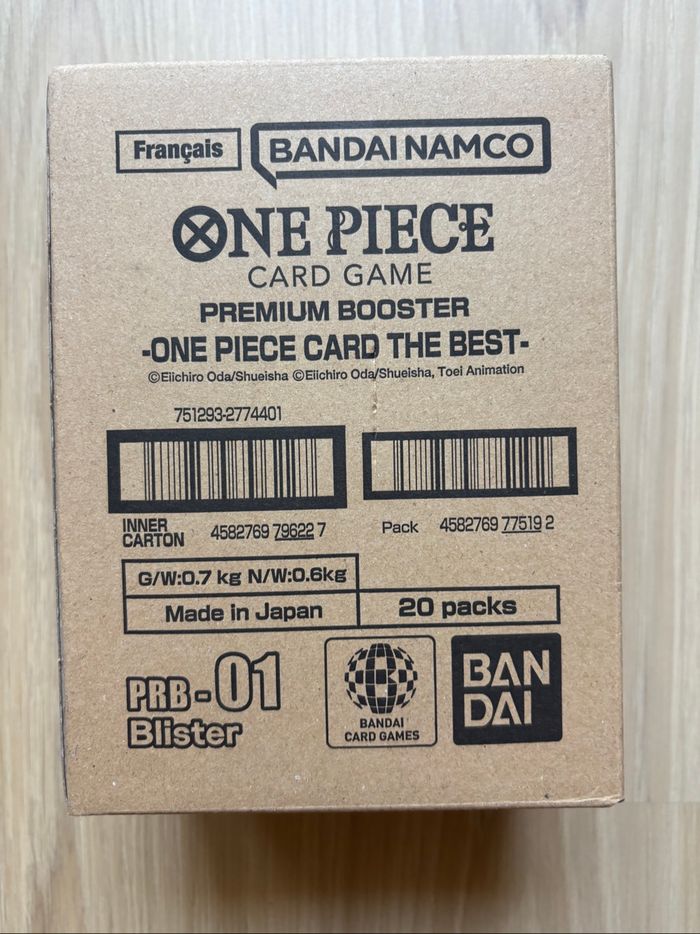 Français
BANDAI NAMCO
ONE PIECE
CARD GAME
PREMIUM BOOSTER
-ONE PIECE CARD THE BEST-
©Eiichiro Oda/Shueisha ©Eiichiro Oda/Shueisha, Toei Animation
751293-2774401
INNER
CARTON
4582769 79622 7
Pack 4582769 77519 2
G/W:0.7 kg N/W:0.6kg
Made in Japan
20 packs
PRB-01
Blister
BANDAI
CARD GAMES
BAN
DAI